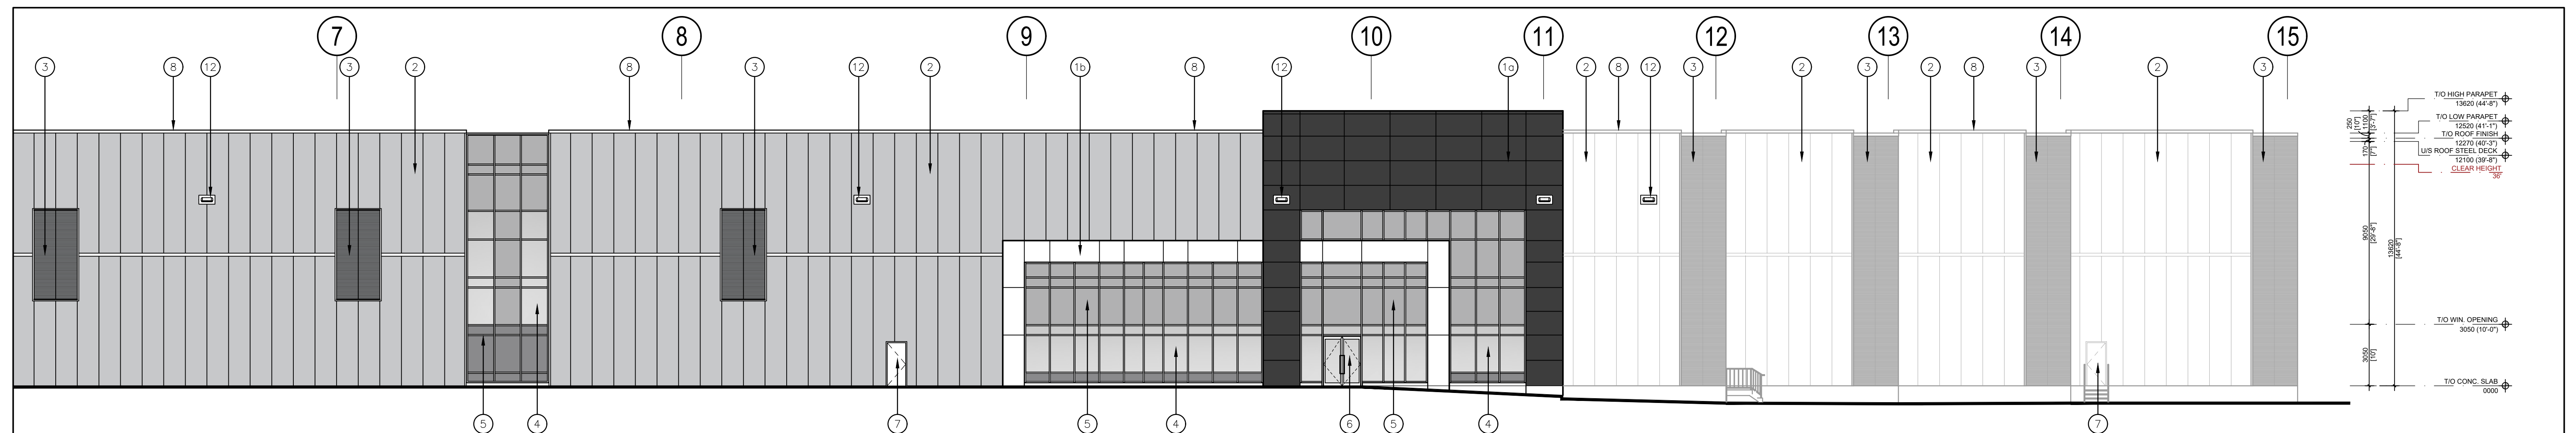 7 8 9 10 11 12 13 14 15
3 8 12 3 2 8 3 12 2 1b 8 12 1a 2 8 12 3 2 3 2 8 3 2 3
T/O HIGH PARAPET
13620 (44'-8")
T/O LOW PARAPET
12520 (41'-1")
T/O ROOF FINISH
12270 (40'-3")
U/S ROOF STEEL DECK
12100 (39'-8")
CLEAR HEIGHT
36'
250
[10"]
1100
[3'-7"]
170
[7"]
9050
[29'-8"]
13620
[44'-8"]
T/O WIN. OPENING
3050 (10'-0")
3050
[10']
T/O CONC. SLAB
0000
5 4 7 5 4 6 5 4 7